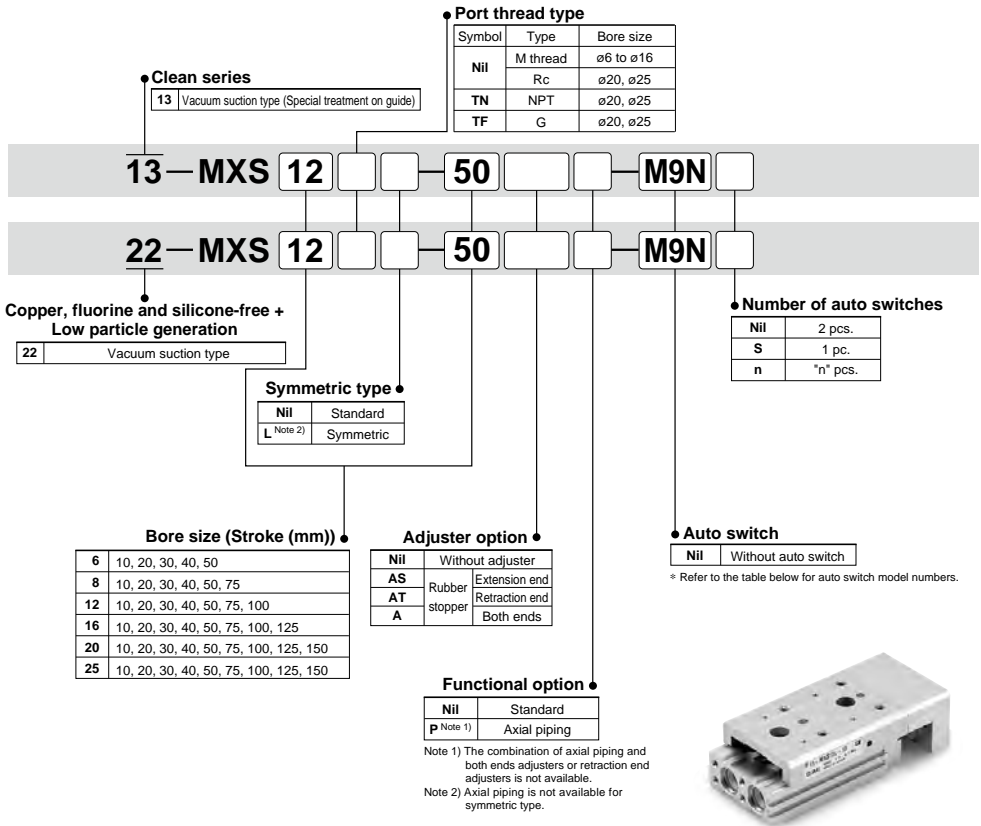 Port thread type
Symbol Type Bore size
Nil M thread ø6 to ø16
Rc ø20, ø25
TN NPT ø20, ø25
TF G ø20, ø25
Clean series
13 Vacuum suction type (Special treatment on guide)
13 — MXS 12 — 50 — M9N
22 — MXS 12 — 50 — M9N
Copper, fluorine and silicone-free +
Low particle generation
22 Vacuum suction type
Number of auto switches
Nil 2 pcs.
S 1 pc.
n "n" pcs.
Symmetric type
Nil Standard
L Note 2) Symmetric
Bore size (Stroke (mm))
6 10, 20, 30, 40, 50
8 10, 20, 30, 40, 50, 75
12 10, 20, 30, 40, 50, 75, 100
16 10, 20, 30, 40, 50, 75, 100, 125
20 10, 20, 30, 40, 50, 75, 100, 125, 150
25 10, 20, 30, 40, 50, 75, 100, 125, 150
Adjuster option
Nil Without adjuster
AS Rubber stopper Extension end
AT Retraction end
A Both ends
Auto switch
Nil Without auto switch
* Refer to the table below for auto switch model numbers.
Functional option
Nil Standard
P Note 1) Axial piping
Note 1) The combination of axial piping and
both ends adjusters or retraction end
adjusters is not available.
Note 2) Axial piping is not available for
symmetric type.